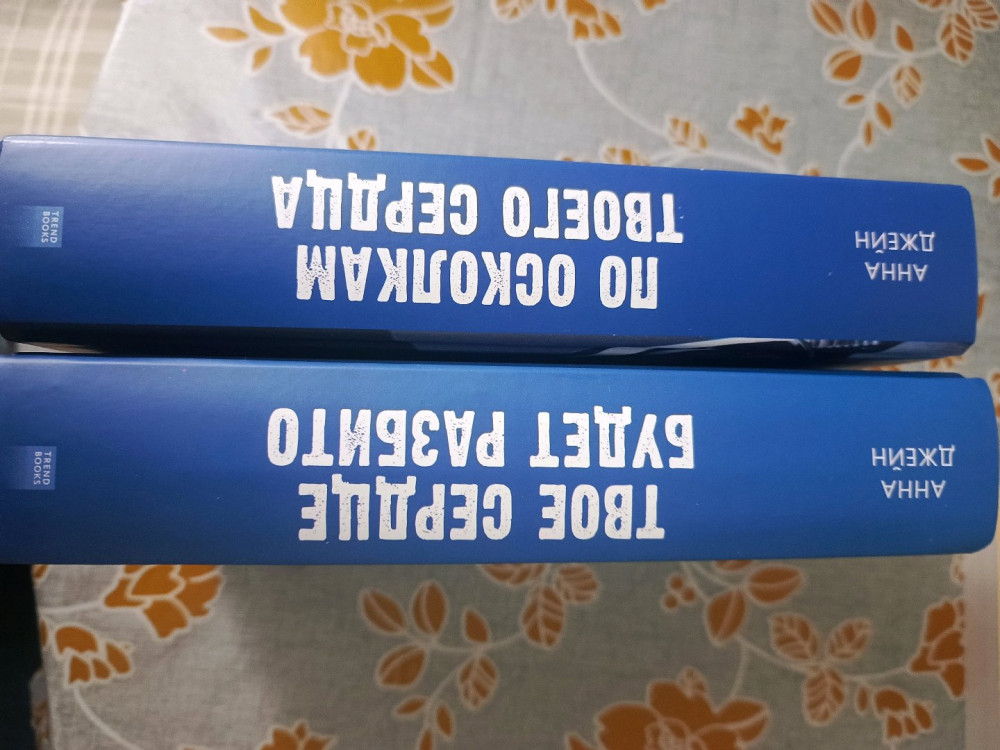 АННА
ДЖЕЙН
ТВОЕ СЕРДЦЕ
БУДЕТ РАЗБИТО
TREND
BOOKS
АННА
ДЖЕЙН
ПО ОСКОЛКАМ
ТВОЕГО СЕРДЦА
TREND
BOOKS